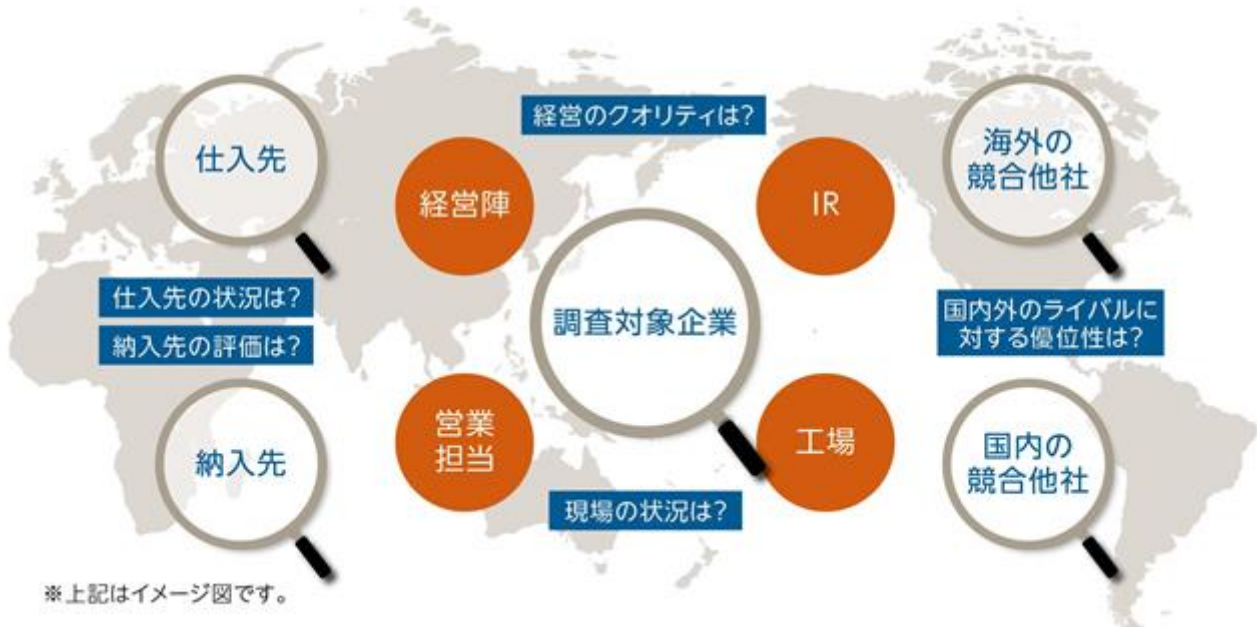 経営のクオリティは?
仕入先
経営陣
IR
海外の
競合他社
仕入先の状況は?
納入先の評価は?
調査対象企業
国内外のライバルに
対する優位性は?
納入先
営業
担当
工場
国内の
競合他社
現場の状況は?
※上記はイメージ図です。